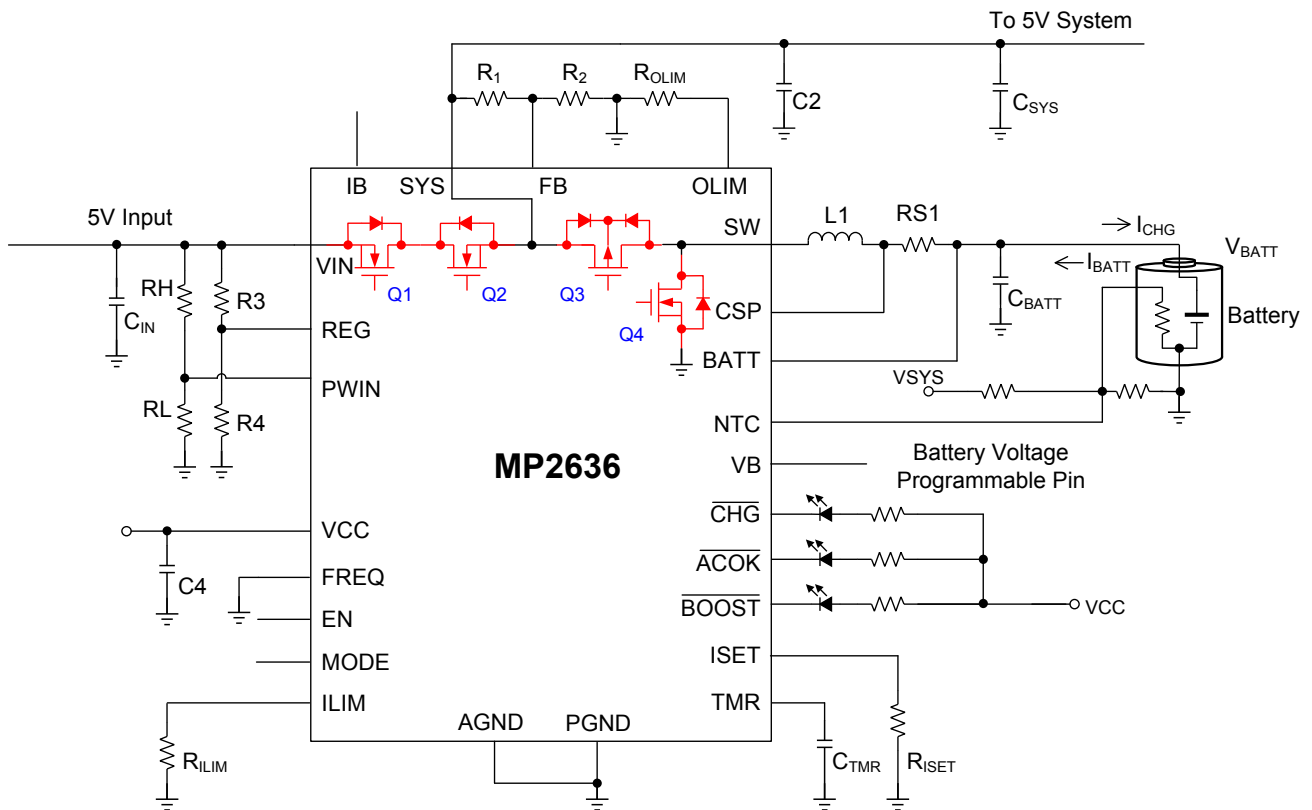 To 5V System
R1
R2
ROLIM
C2
CSYS
IB
SYS
FB
OLIM
5V Input
VIN
Q1
Q2
Q3
Q4
SW
L1
RS1
ICHG
IBATT
VBATT
CBATT
Battery
CIN
RH
R3
REG
CSP
BATT
PWIN
RL
R4
VSYS
NTC
MP2636
VB
Battery Voltage
Programmable Pin
CHG
VCC
C4
ACOK
FREQ
BOOST
VCC
EN
MODE
ISET
ILIM
TMR
AGND
PGND
RILIM
CTMR
RISET